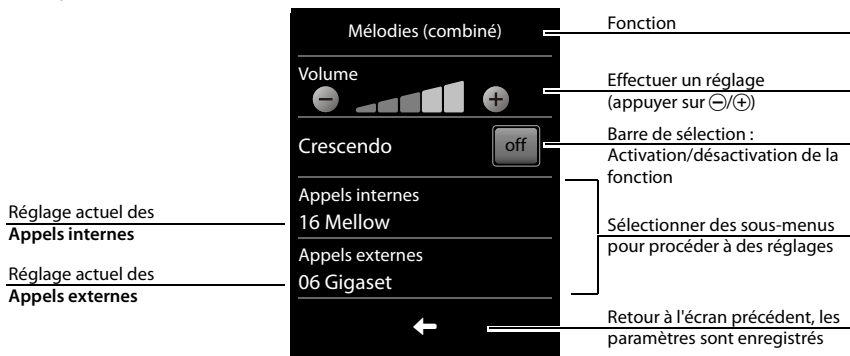 Mélodies (combiné)
Fonction
Volume
Effectuer un réglage
(appuyer sur ⊖/⊕)
Crescendo
off
Barre de sélection :
Activation/désactivation de la
fonction
Réglage actuel des
Appels internes
Appels internes
16 Mellow
Sélectionner des sous-menus
pour procéder à des réglages
Réglage actuel des
Appels externes
Appels externes
06 Gigaset
Retour à l'écran précédent, les
paramètres sont enregistrés